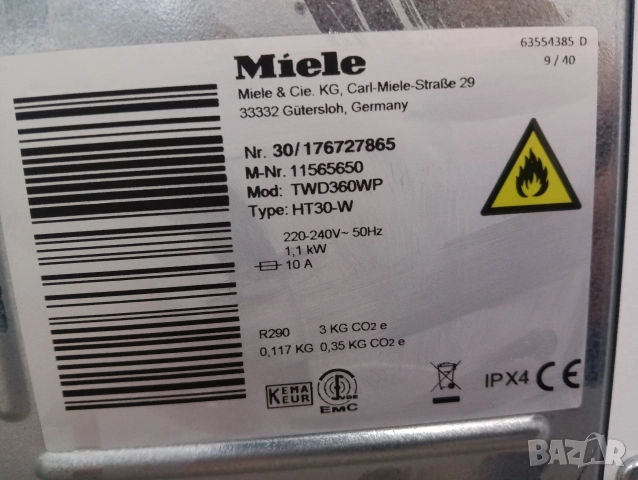 63554385 D
9 / 40
Miele
Miele & Cie. KG, Carl-Miele-Straße 29
33332 Gütersloh, Germany
Nr. 30/176727865
M-Nr. 11565650
Mod: TWD360WP
Type: HT30-W
220-240V~ 50Hz
1,1 kW
10 A
R290 3 KG CO2 e
0,117 KG 0,35 KG CO2 e
KEMA
KEUR
VDE
EMC
IPX4 CE
BAZAR